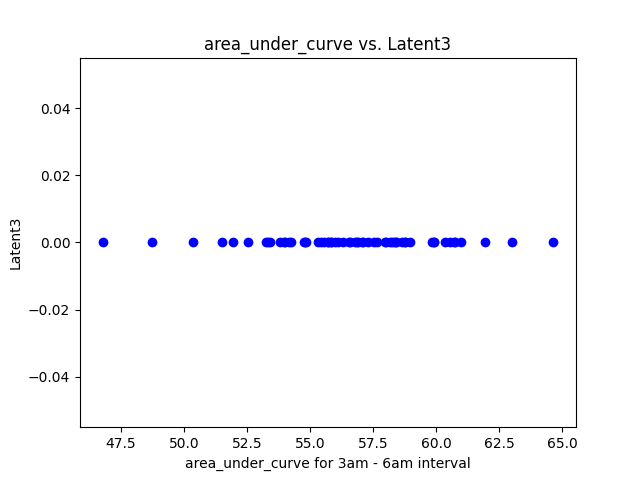 area_under_curve vs. Latent3
0.04
0.02
0.00
−0.02
−0.04
Latent3
47.5 50.0 52.5 55.0 57.5 60.0 62.5 65.0
area_under_curve for 3am - 6am interval